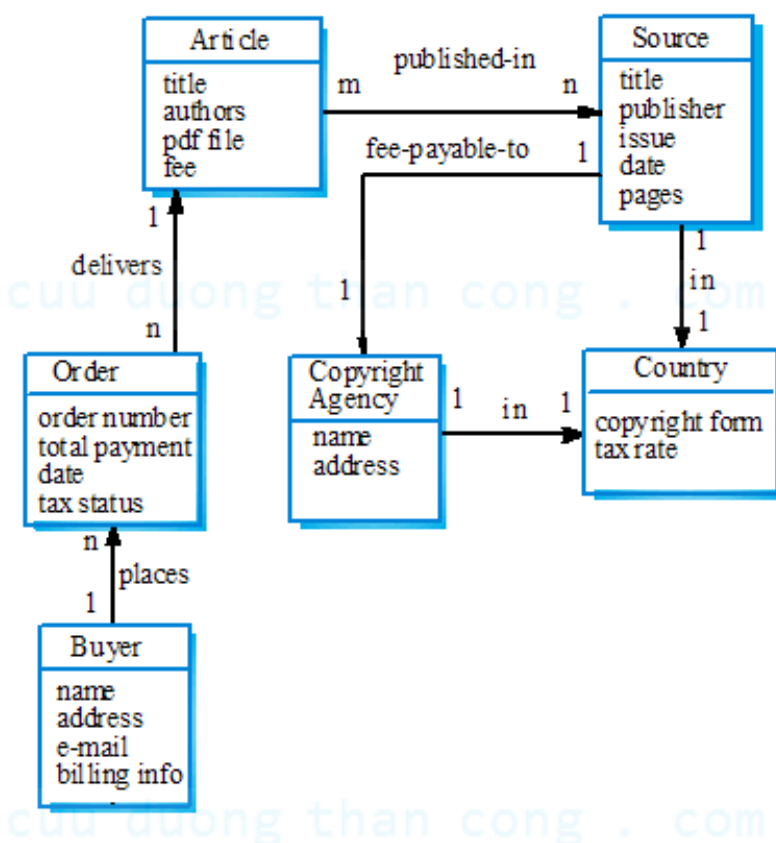 Article
title
authors
pdf file
fee
published-in
m
n
Source
title
publisher
issue
date
pages
fee-payable-to
1
1
1
in
1
1
delivers
n
cuu duong than cong . com
Order
order number
total payment
date
tax status
Copyright
Agency
name
address
1
in
1
Country
copyright form
tax rate
n
places
1
Buyer
name
address
e-mail
billing info
cuu duong than cong . com